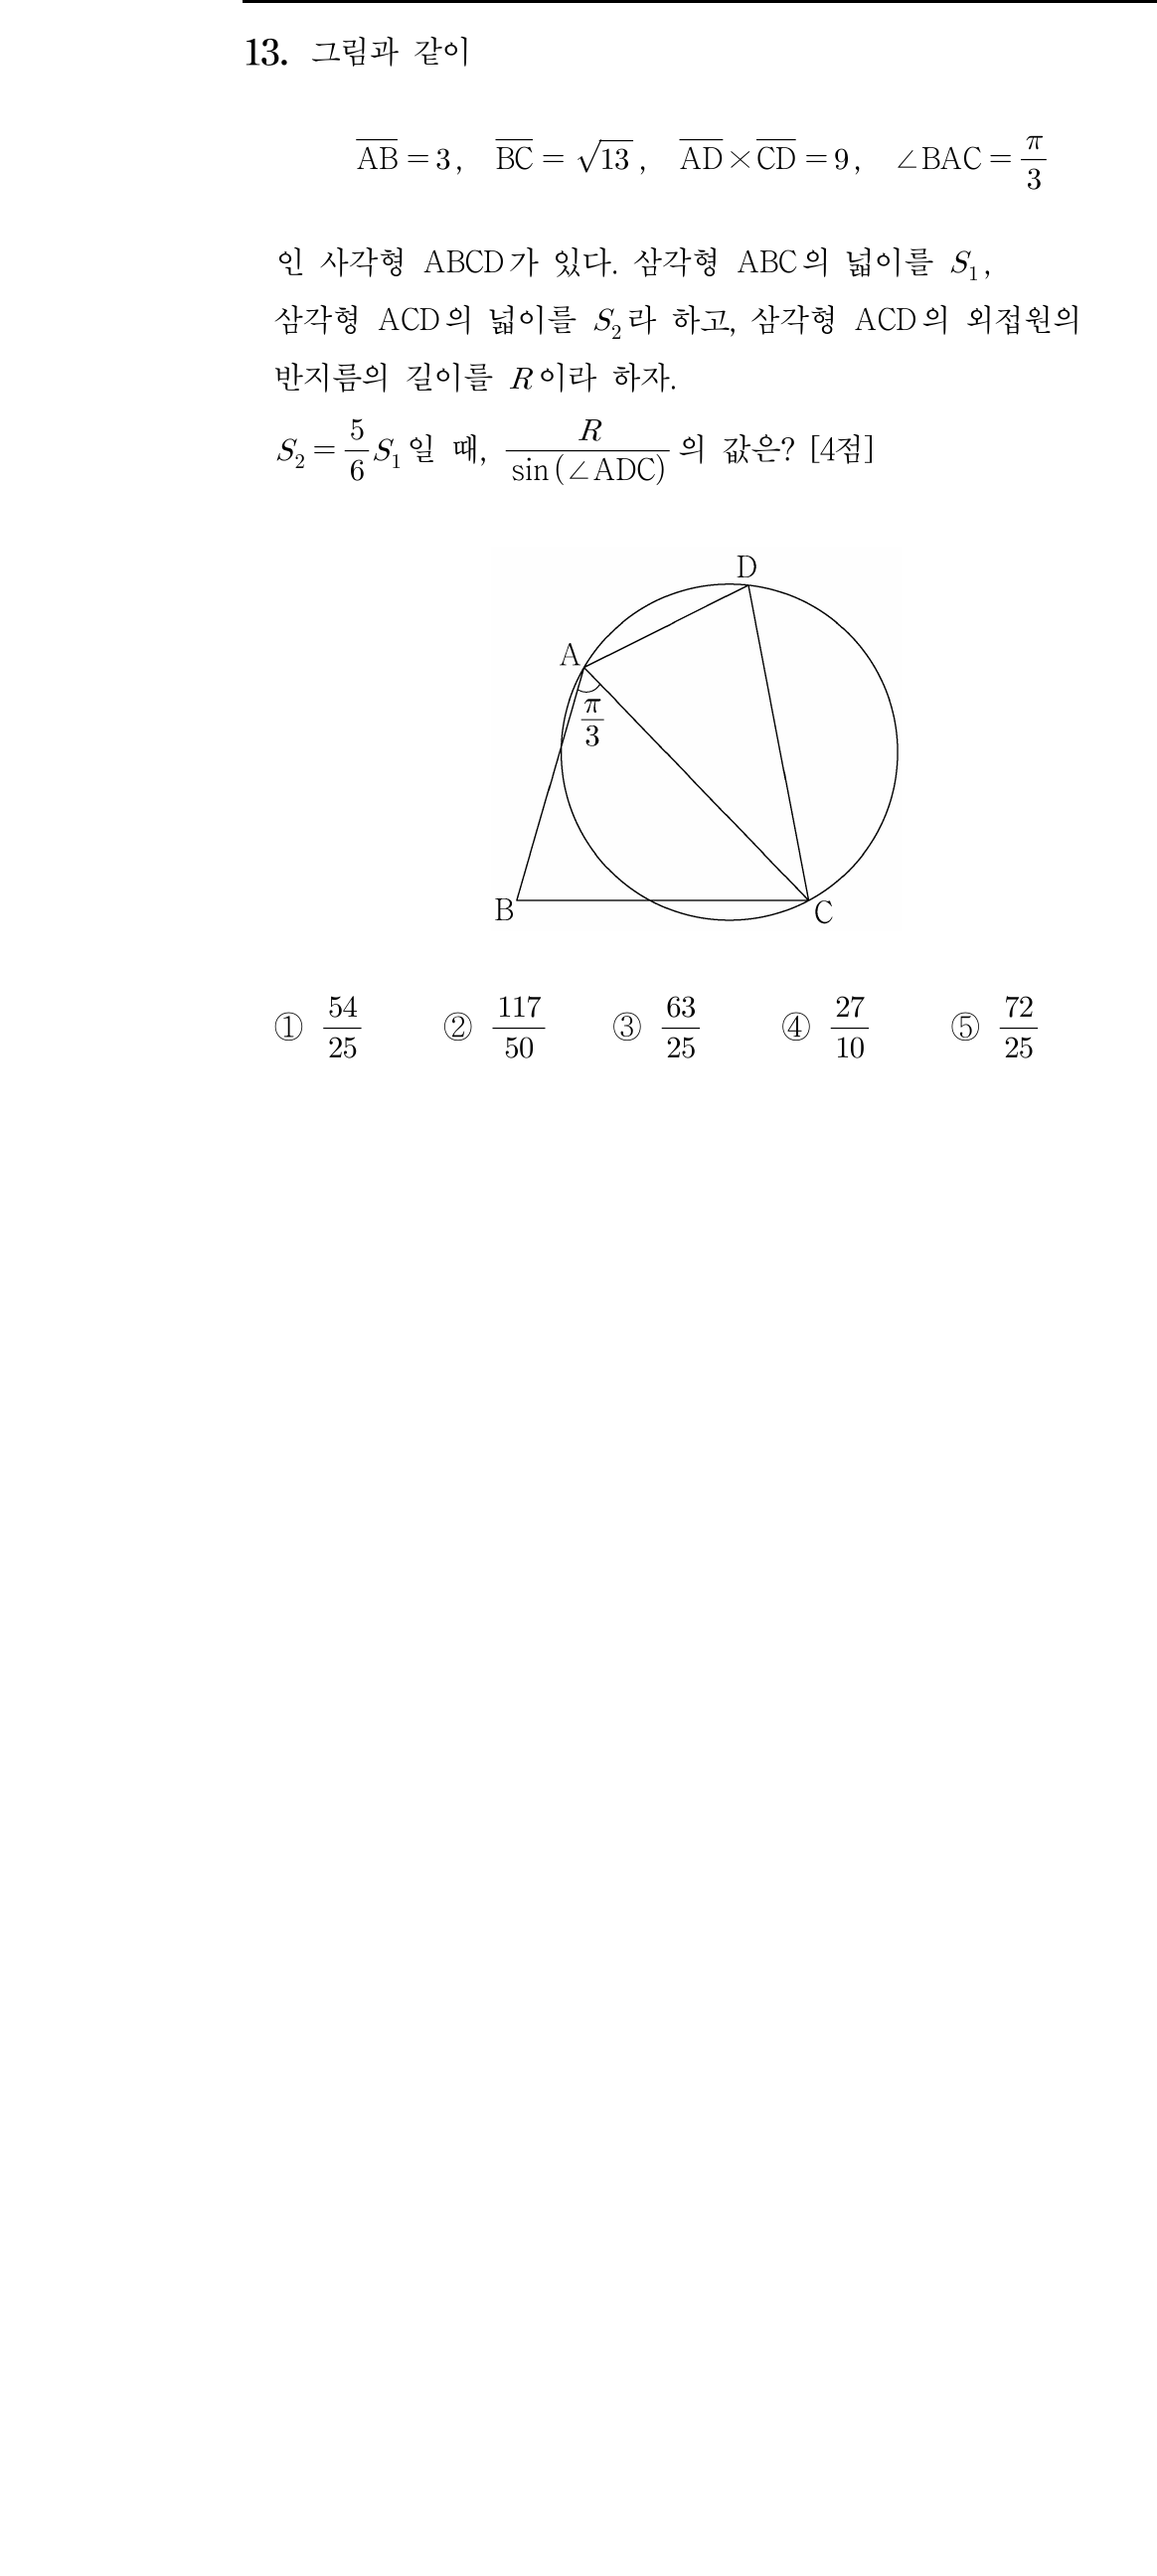 13. 그림과 같이
$\overline{AB}=3,\quad \overline{BC}=\sqrt{13},\quad \overline{AD}\times\overline{CD}=9,\quad \angle BAC=\frac{\pi}{3}$
인 사각형 ABCD가 있다. 삼각형 ABC의 넓이를 $S_1$,
삼각형 ACD의 넓이를 $S_2$라 하고, 삼각형 ACD의 외접원의
반지름의 길이를 $R$이라 하자.
$S_2=\frac{5}{6}S_1$일 때, $\frac{R}{\sin(\angle ADC)}$의 값은? [4점]
D
A
$\frac{\pi}{3}$
B
C
① $\frac{54}{25}$ ② $\frac{117}{50}$ ③ $\frac{63}{25}$ ④ $\frac{27}{10}$ ⑤ $\frac{72}{25}$